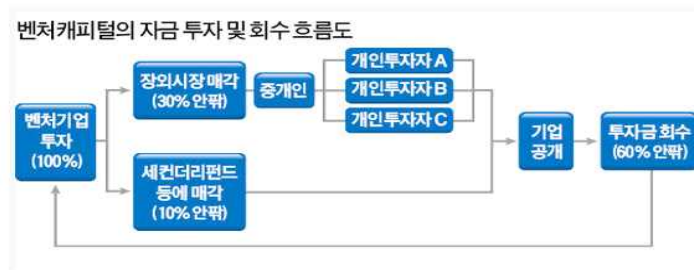 벤처캐피털의 자금 투자 및 회수 흐름도
벤처기업
투자
(100%)
장외시장 매각
(30% 안팎)
중개인
개인투자자 A
개인투자자 B
개인투자자 C
세컨더리펀드
등에 매각
(10% 안팎)
기업
공개
투자금 회수
(60% 안팎)